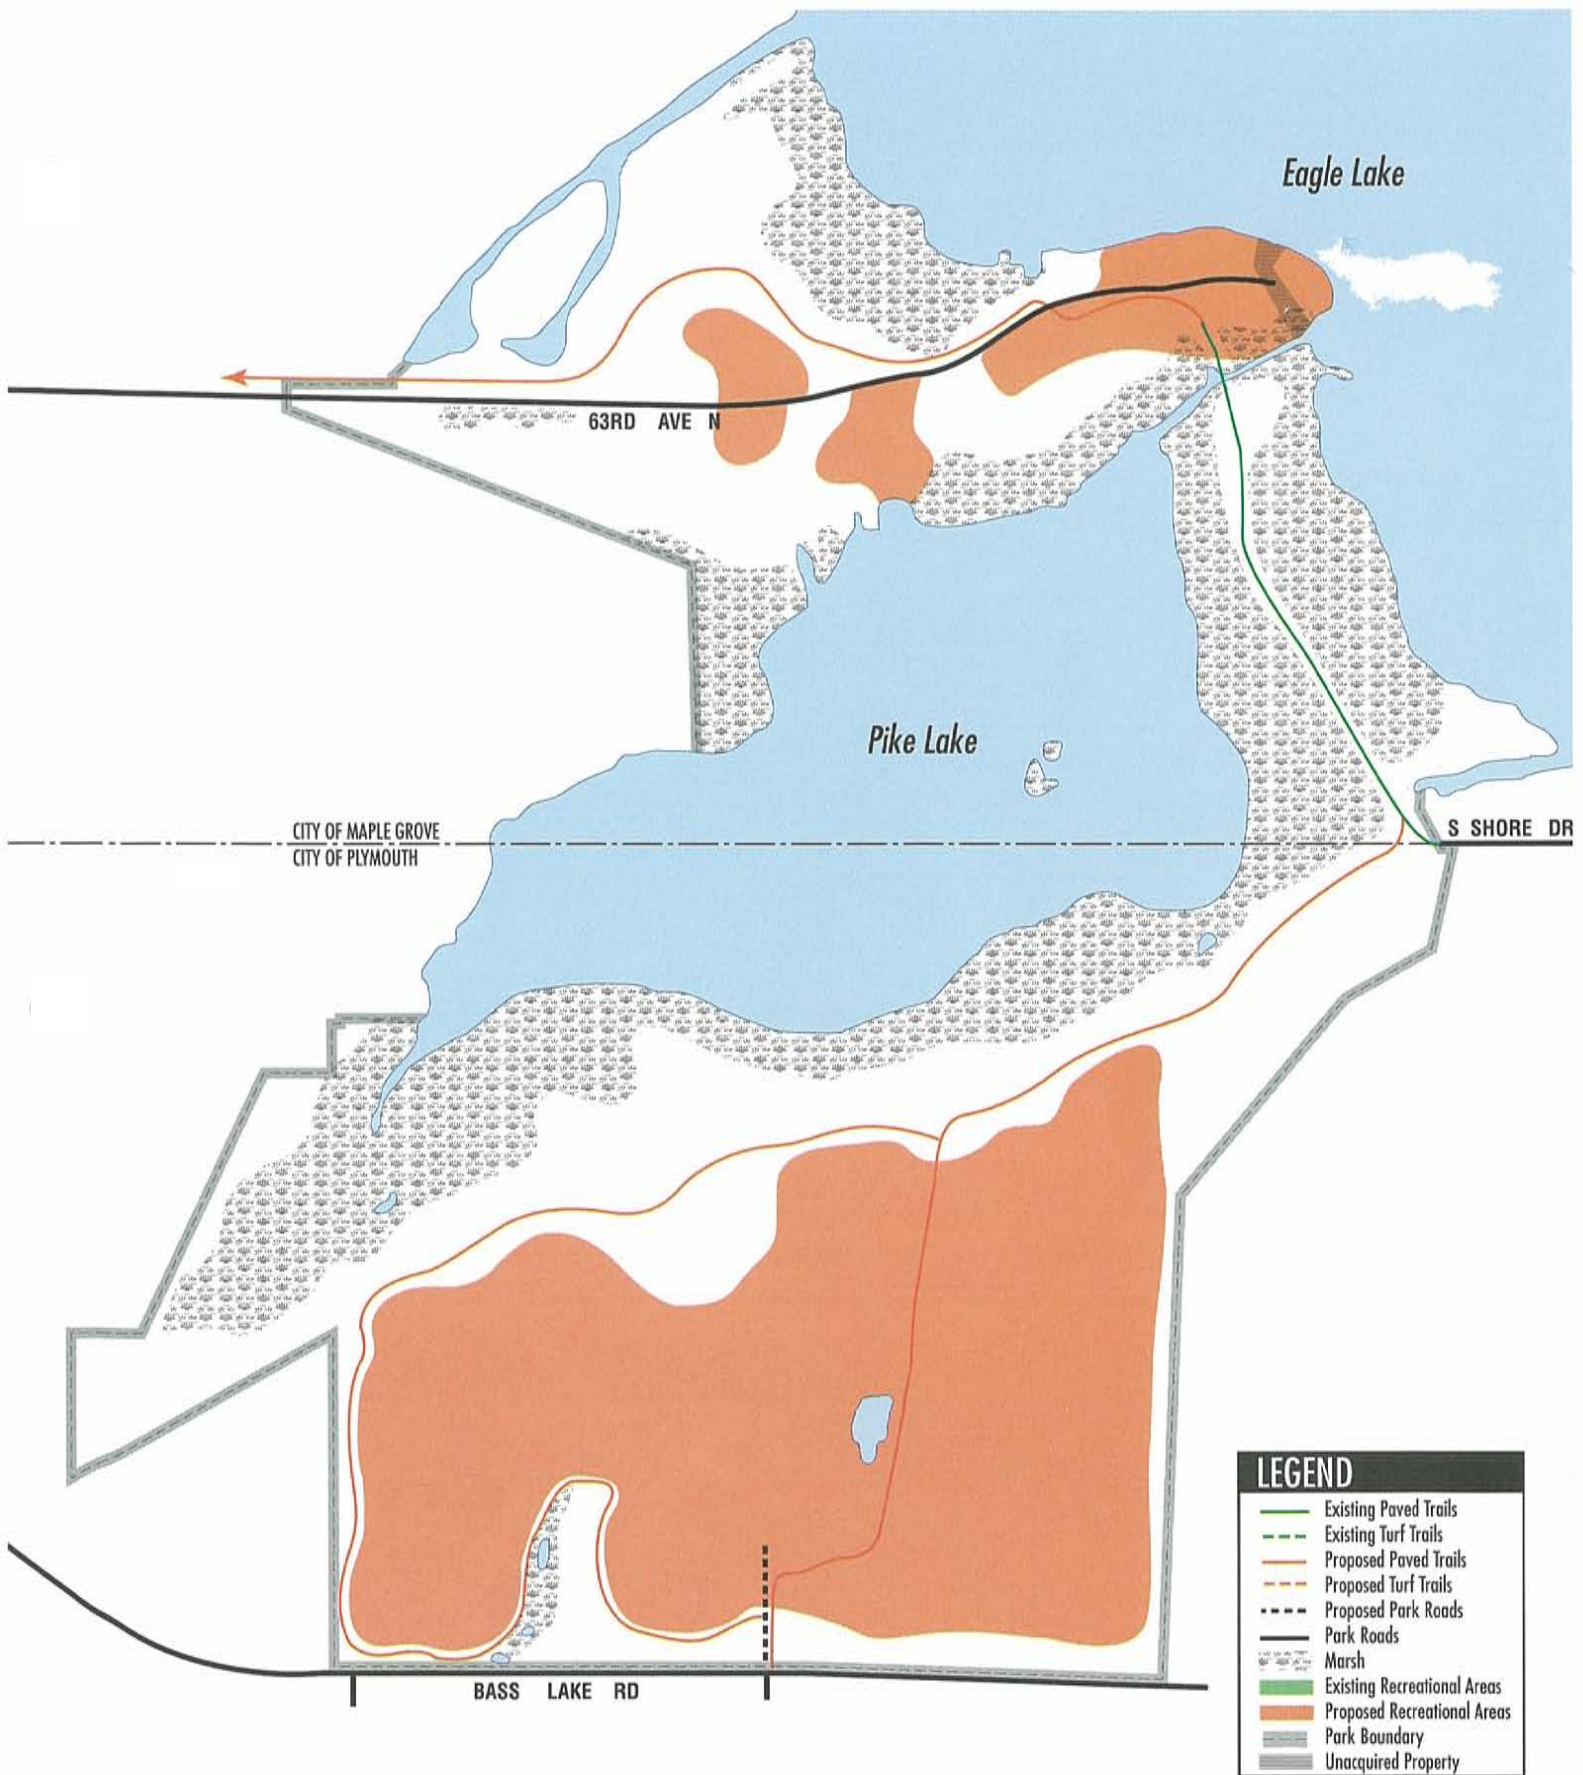 Eagle Lake
63RD AVE N
Pike Lake
CITY OF MAPLE GROVE
CITY OF PLYMOUTH
S SHORE DR
BASS LAKE RD
LEGEND
Existing Paved Trails
Existing Turf Trails
Proposed Paved Trails
Proposed Turf Trails
Proposed Park Roads
Park Roads
Marsh
Existing Recreational Areas
Proposed Recreational Areas
Park Boundary
Unacquired Property